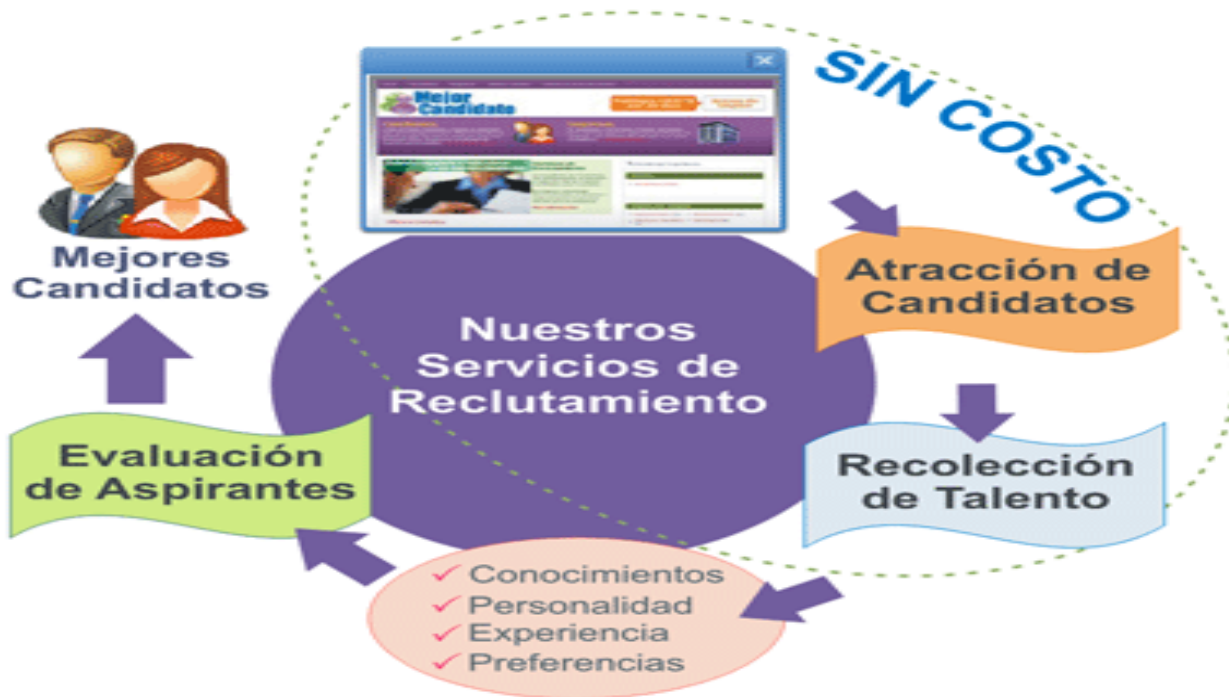 Mejor
Candidato
SIN COSTO
Atracción de
Candidatos
Recolección
de Talento
Conocimientos
Personalidad
Experiencia
Preferencias
Evaluación
de Aspirantes
Mejores
Candidatos
Nuestros
Servicios de
Reclutamiento